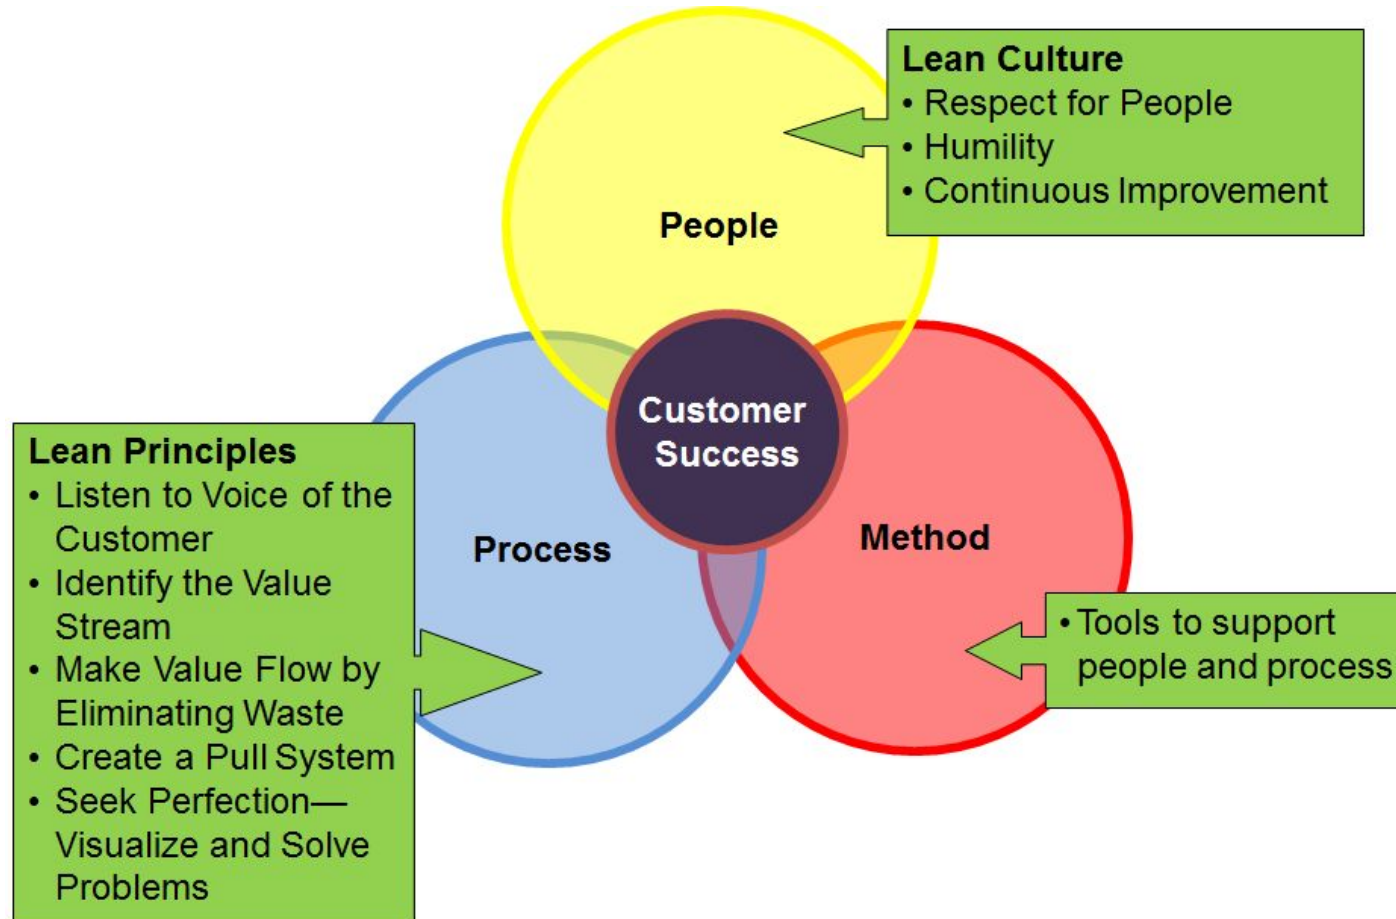 Lean Culture
• Respect for People
• Humility
• Continuous Improvement
People
Customer
Success
Lean Principles
• Listen to Voice of the
Customer
• Identify the Value
Stream
• Make Value Flow by
Eliminating Waste
• Create a Pull System
• Seek Perfection—
Visualize and Solve
Problems
Process
Method
• Tools to support
people and process